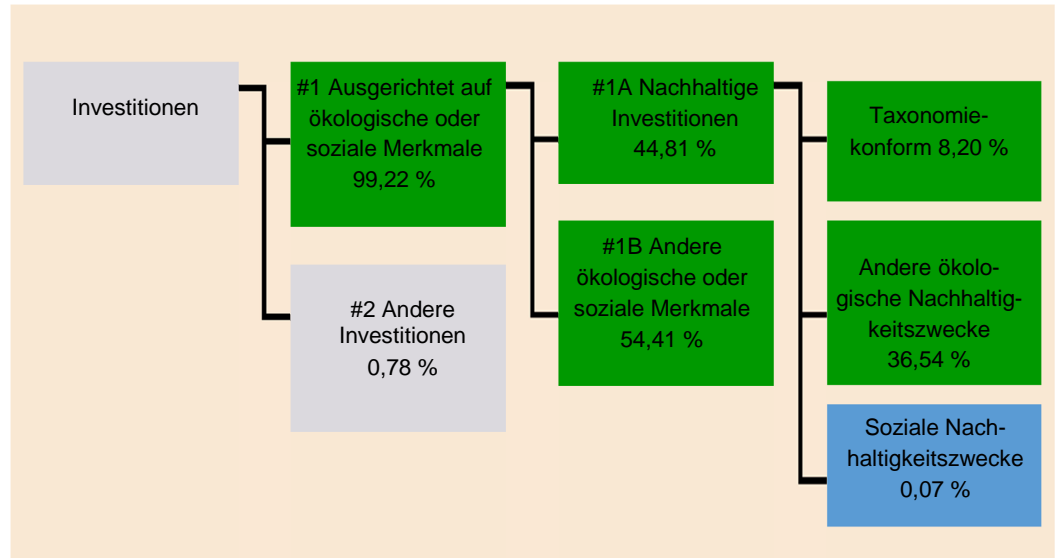 Investitionen
#1 Ausgerichtet auf
ökologische oder
soziale Merkmale
99,22 %
#2 Andere
Investitionen
0,78 %
#1A Nachhaltige
Investitionen
44,81 %
#1B Andere
ökologische oder
soziale Merkmale
54,41 %
Taxonomie-
konform 8,20 %
Andere ökolo-
gische Nachhaltig-
keitszwecke
36,54 %
Soziale Nach-
haltigkeitszwecke
0,07 %